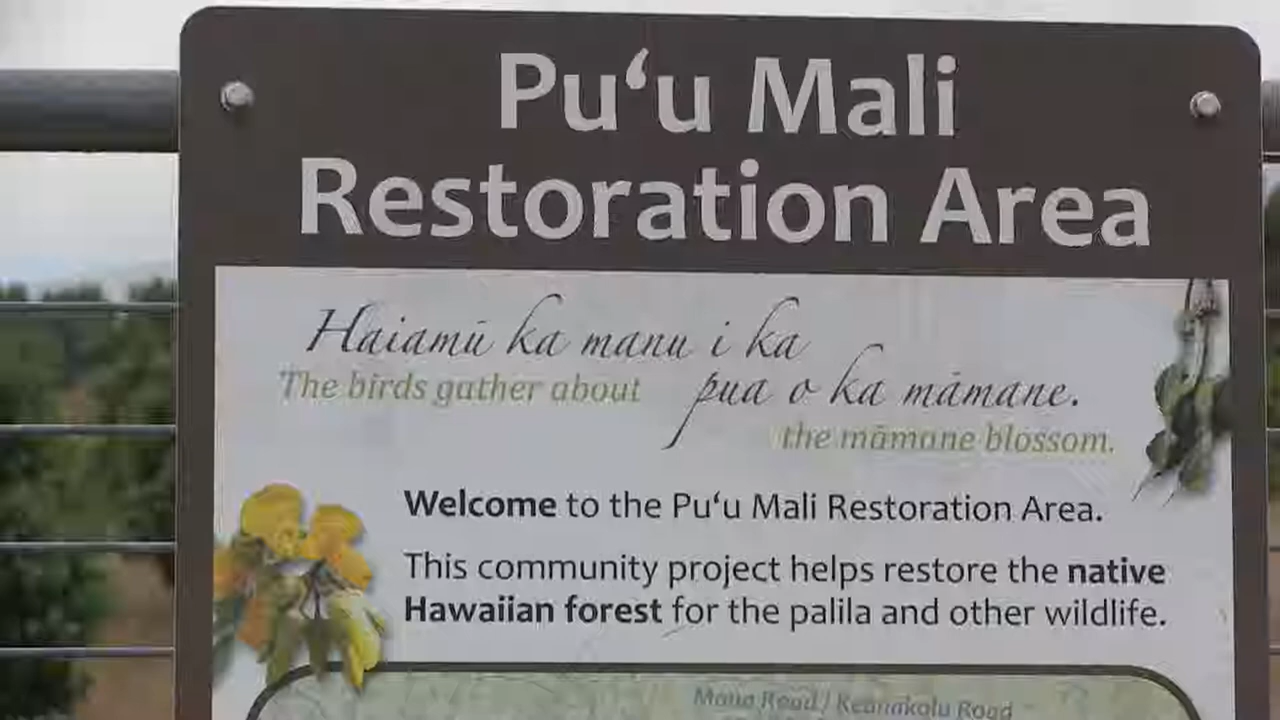 Puʻu Mali
Restoration Area
Haiamū ka manu i ka
The birds gather about
pua o ka māmane.
the māmane blossom.
Welcome to the Puʻu Mali Restoration Area.
This community project helps restore the native
Hawaiian forest for the palila and other wildlife.
Mana Road / Keanakolu Road